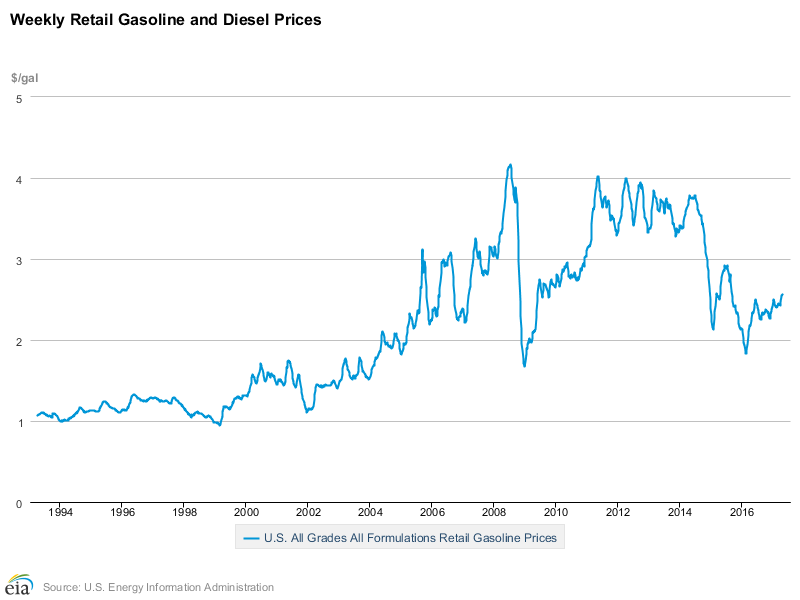 Weekly Retail Gasoline and Diesel Prices
$/gal
5
4
3
2
1
0
1994 1996 1998 2000 2002 2004 2006 2008 2010 2012 2014 2016
U.S. All Grades All Formulations Retail Gasoline Prices
eia Source: U.S. Energy Information Administration